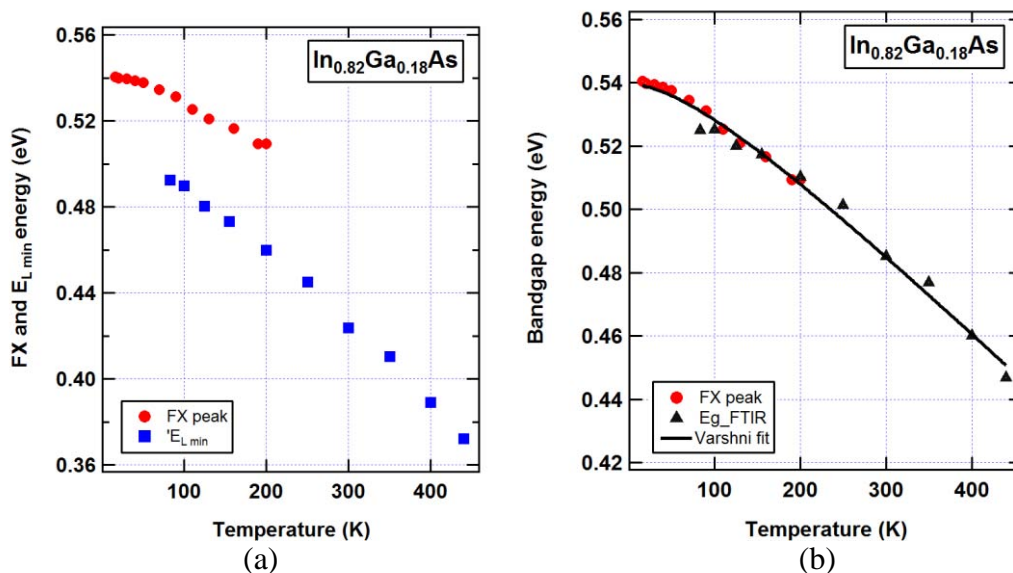 0.56
0.52
0.48
0.44
0.40
0.36
FX and E_L min energy (eV)
In0.82Ga0.18As
FX peak
'E_L min
100
200
300
400
Temperature (K)
(a)
0.56
0.54
0.52
0.50
0.48
0.46
0.44
0.42
Bandgap energy (eV)
In0.82Ga0.18As
FX peak
Eg_FTIR
Varshni fit
100
200
300
400
Temperature (K)
(b)